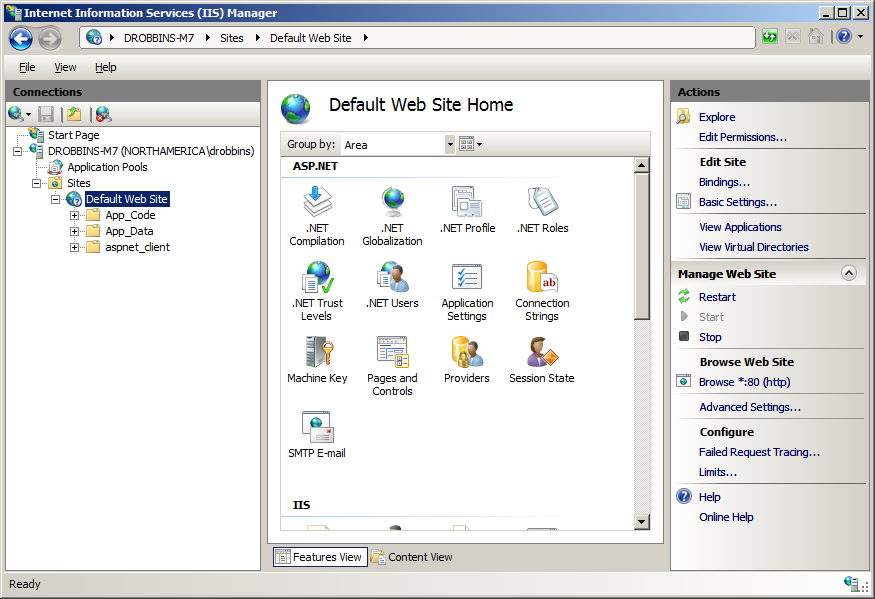 Internet Information Services (IIS) Manager
DROBBINS-M7 Sites Default Web Site
File View Help
Connections
Start Page
DROBBINS-M7 (NORTHAMERICA\drobbins)
Application Pools
Sites
Default Web Site
App_Code
App_Data
aspnet_client
Default Web Site Home
Group by: Area
ASP.NET
.NET Compilation
.NET Globalization
.NET Profile
.NET Roles
.NET Trust Levels
.NET Users
Application Settings
Connection Strings
ab
Machine Key
Pages and Controls
Providers
Session State
SMTP E-mail
IIS
Features View
Content View
Actions
Explore
Edit Permissions...
Edit Site
Bindings...
Basic Settings...
View Applications
View Virtual Directories
Manage Web Site
Restart
Start
Stop
Browse Web Site
Browse *:80 (http)
Advanced Settings...
Configure
Failed Request Tracing...
Limits...
Help
Online Help
Ready